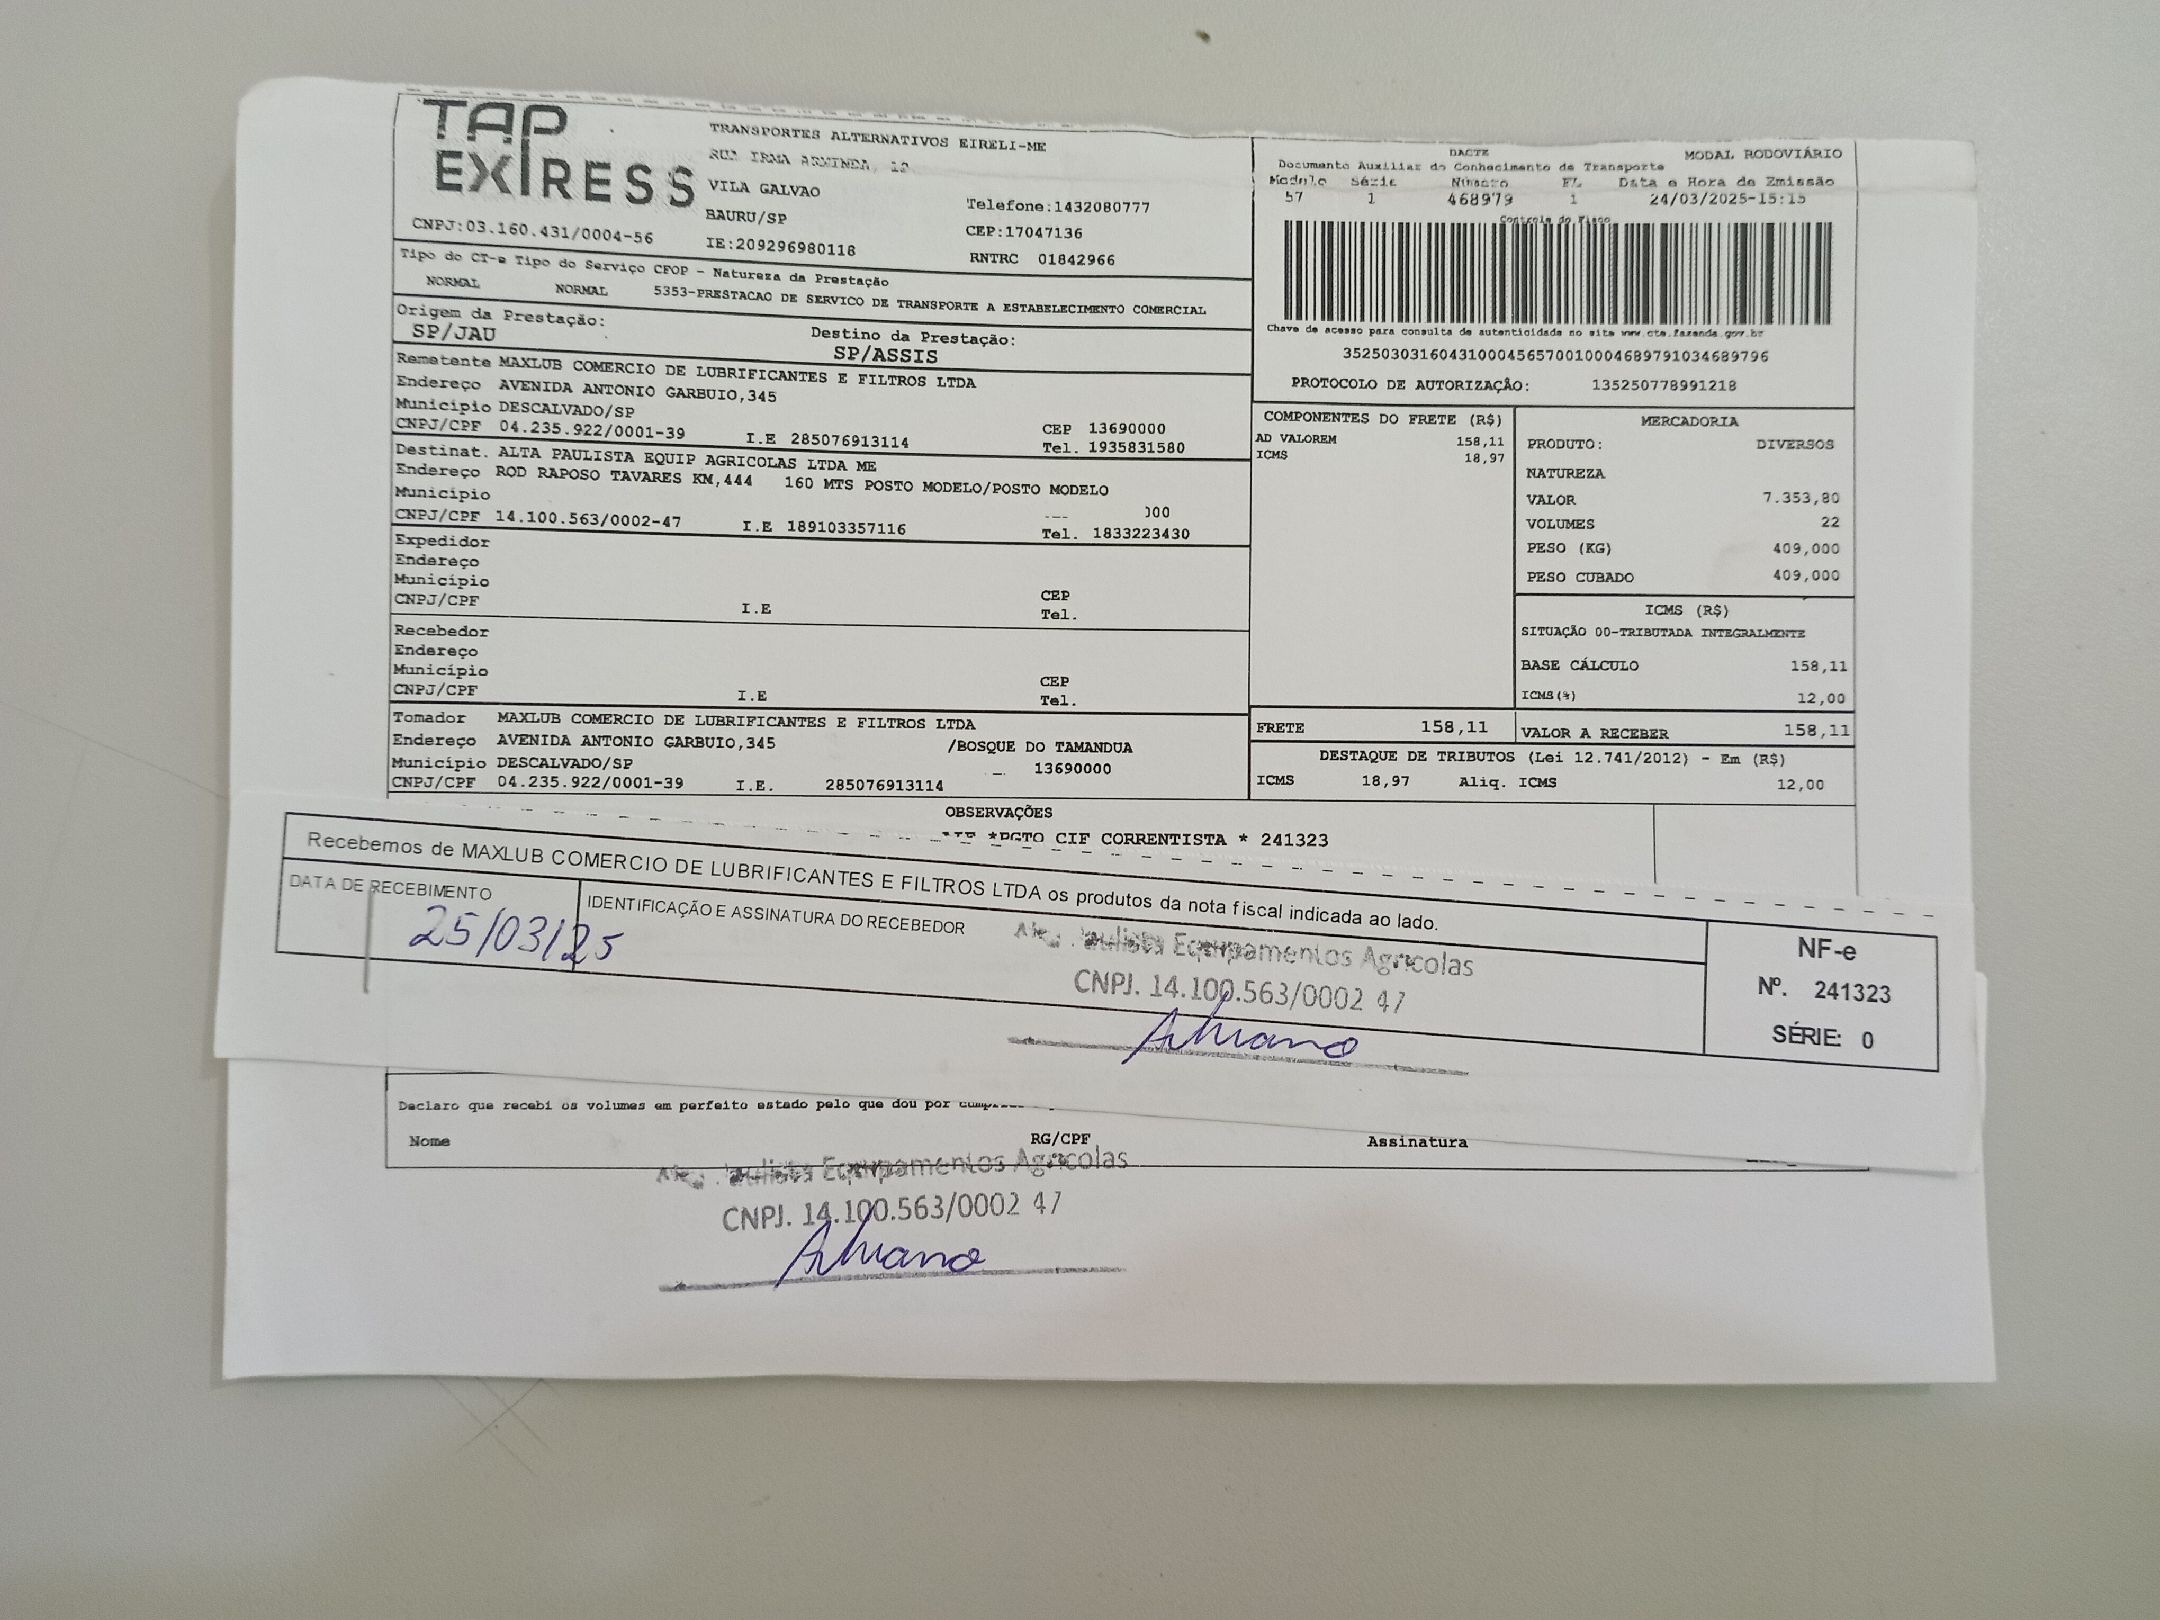 TAP
EXPRESS
TRANSPORTES ALTERNATIVOS EIRELI-ME
RUA IRMA ARMINDA,
VILA GALVAO
BAURU/SP
Telefone:1432080777
CEP:17047136
CNPJ:03.160.431/0004-56
IE:209296980118
RNTRC 01842966
DACTE
MODAL RODOVIÁRIO
Documento Auxiliar do Conhecimento de Transporte
Modelo Série Número FL Data e Hora de Emissão
57 1 468979 1 24/03/2025-15:15
Controle do Fisco
Chave de acesso para consulta de autenticidade no site www.cte.fazenda.gov.br
35250303160431000456570010004689791034689796
PROTOCOLO DE AUTORIZAÇÃO: 135250778991218
Tipo do CT-e Tipo do Serviço CFOP - Natureza da Prestação
NORMAL NORMAL 5353-PRESTACAO DE SERVICO DE TRANSPORTE A ESTABELECIMENTO COMERCIAL
Origem da Prestação: Destino da Prestação:
SP/JAU SP/ASSIS
Remetente MAXLUB COMERCIO DE LUBRIFICANTES E FILTROS LTDA
Endereço AVENIDA ANTONIO GARBUIO,345
Município DESCALVADO/SP CEP 13690000
CNPJ/CPF 04.235.922/0001-39 I.E 285076913114 Tel. 1935831580
Destinat. ALTA PAULISTA EQUIP AGRICOLAS LTDA ME
Endereço ROD RAPOSO TAVARES KM,444 160 MTS POSTO MODELO/POSTO MODELO
Município
CNPJ/CPF 14.100.563/0002-47 I.E 189103357116 Tel. 1833223430
Expedidor
Endereço
Município CEP
CNPJ/CPF I.E Tel.
Recebedor
Endereço
Município CEP
CNPJ/CPF I.E Tel.
Tomador MAXLUB COMERCIO DE LUBRIFICANTES E FILTROS LTDA
Endereço AVENIDA ANTONIO GARBUIO,345 /BOSQUE DO TAMANDUA
Município DESCALVADO/SP 13690000
CNPJ/CPF 04.235.922/0001-39 I.E. 285076913114
COMPONENTES DO FRETE (R$)
AD VALOREM 158,11
ICMS 18,97
MERCADORIA
PRODUTO: DIVERSOS
NATUREZA
VALOR 7.353,80
VOLUMES 22
PESO (KG) 409,000
PESO CUBADO 409,000
ICMS (R$)
SITUAÇÃO 00-TRIBUTADA INTEGRALMENTE
BASE CÁLCULO 158,11
ICMS(%) 12,00
FRETE 158,11 VALOR A RECEBER 158,11
DESTAQUE DE TRIBUTOS (Lei 12.741/2012) - Em (R$)
ICMS 18,97 Aliq. ICMS 12,00
OBSERVAÇÕES
*PGTO CIF CORRENTISTA * 241323
Recebemos de MAXLUB COMERCIO DE LUBRIFICANTES E FILTROS LTDA os produtos da nota fiscal indicada ao lado.
DATA DE RECEBIMENTO IDENTIFICAÇÃO E ASSINATURA DO RECEBEDOR
25/03/25
Equipamentos Agricolas
CNPJ. 14.100.563/0002 47
Adriano
NF-e
Nº. 241323
SÉRIE: 0
Declaro que recebi os volumes em perfeito estado pelo que dou por
Nome RG/CPF Assinatura
Equipamentos Agricolas
CNPJ. 14.100.563/0002 47
Adriano